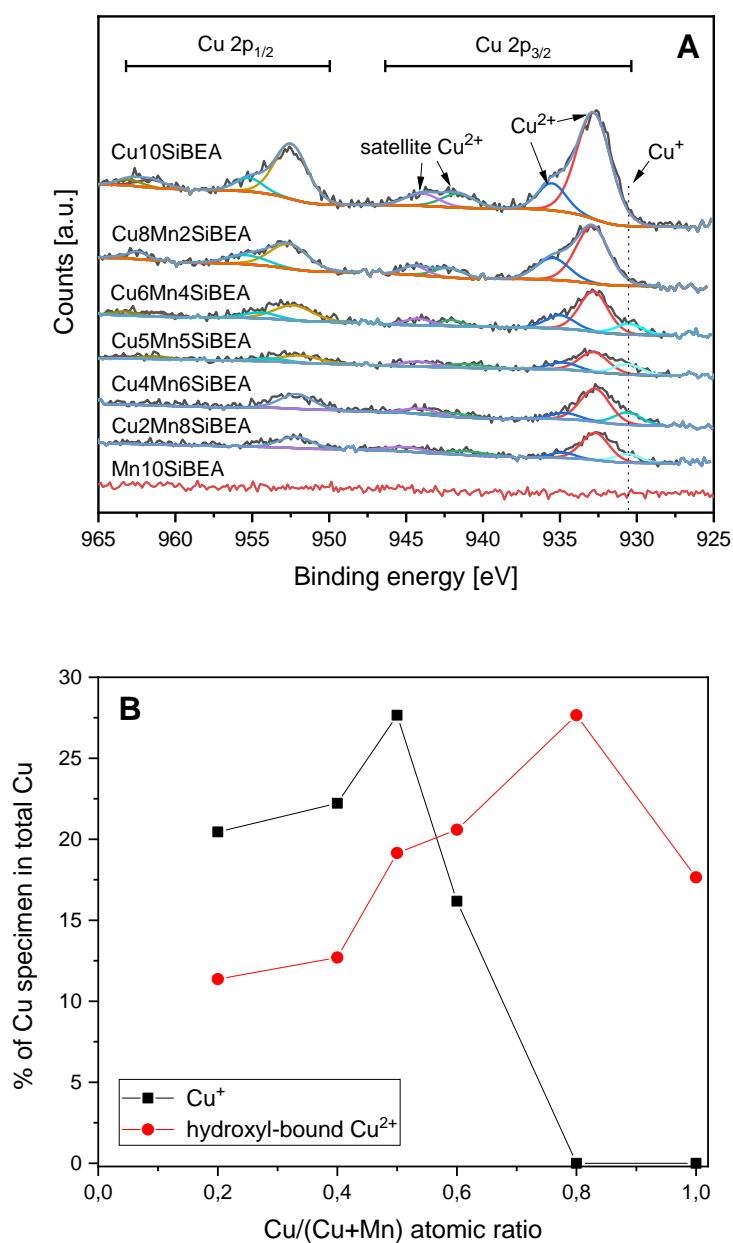 Cu 2p1/2
Cu 2p3/2
A
Cu10SiBEA
satellite Cu2+
Cu2+
Cu+
Cu8Mn2SiBEA
Cu6Mn4SiBEA
Cu5Mn5SiBEA
Cu4Mn6SiBEA
Cu2Mn8SiBEA
Mn10SiBEA
Counts [a.u.]
965 960 955 950 945 940 935 930 925
Binding energy [eV]
B
30
25
20
15
10
5
0
% of Cu specimen in total Cu
Cu+
hydroxyl-bound Cu2+
0,0 0,2 0,4 0,6 0,8 1,0
Cu/(Cu+Mn) atomic ratio